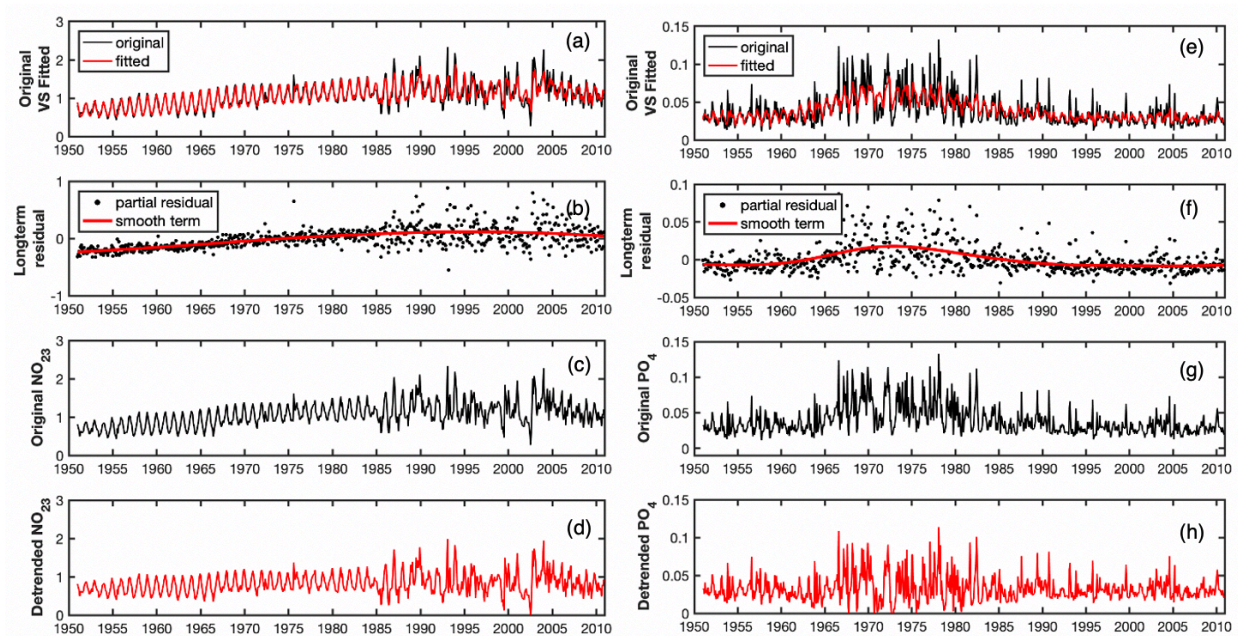 3
2
1
0
Original
VS Fitted
original
fitted
(a)
1950 1955 1960 1965 1970 1975 1980 1985 1990 1995 2000 2005 2010
1
0
-1
Longterm
residual
partial residual
smooth term
(b)
1950 1955 1960 1965 1970 1975 1980 1985 1990 1995 2000 2005 2010
3
2
1
0
Original NO23
(c)
1950 1955 1960 1965 1970 1975 1980 1985 1990 1995 2000 2005 2010
3
2
1
0
Detrended NO23
(d)
1950 1955 1960 1965 1970 1975 1980 1985 1990 1995 2000 2005 2010
0.15
0.1
0.05
0
Original
VS Fitted
original
fitted
(e)
1950 1955 1960 1965 1970 1975 1980 1985 1990 1995 2000 2005 2010
0.1
0.05
0
-0.05
Longterm
residual
partial residual
smooth term
(f)
1950 1955 1960 1965 1970 1975 1980 1985 1990 1995 2000 2005 2010
0.15
0.1
0.05
0
Original PO4
(g)
1950 1955 1960 1965 1970 1975 1980 1985 1990 1995 2000 2005 2010
0.15
0.1
0.05
0
Detrended PO4
(h)
1950 1955 1960 1965 1970 1975 1980 1985 1990 1995 2000 2005 2010